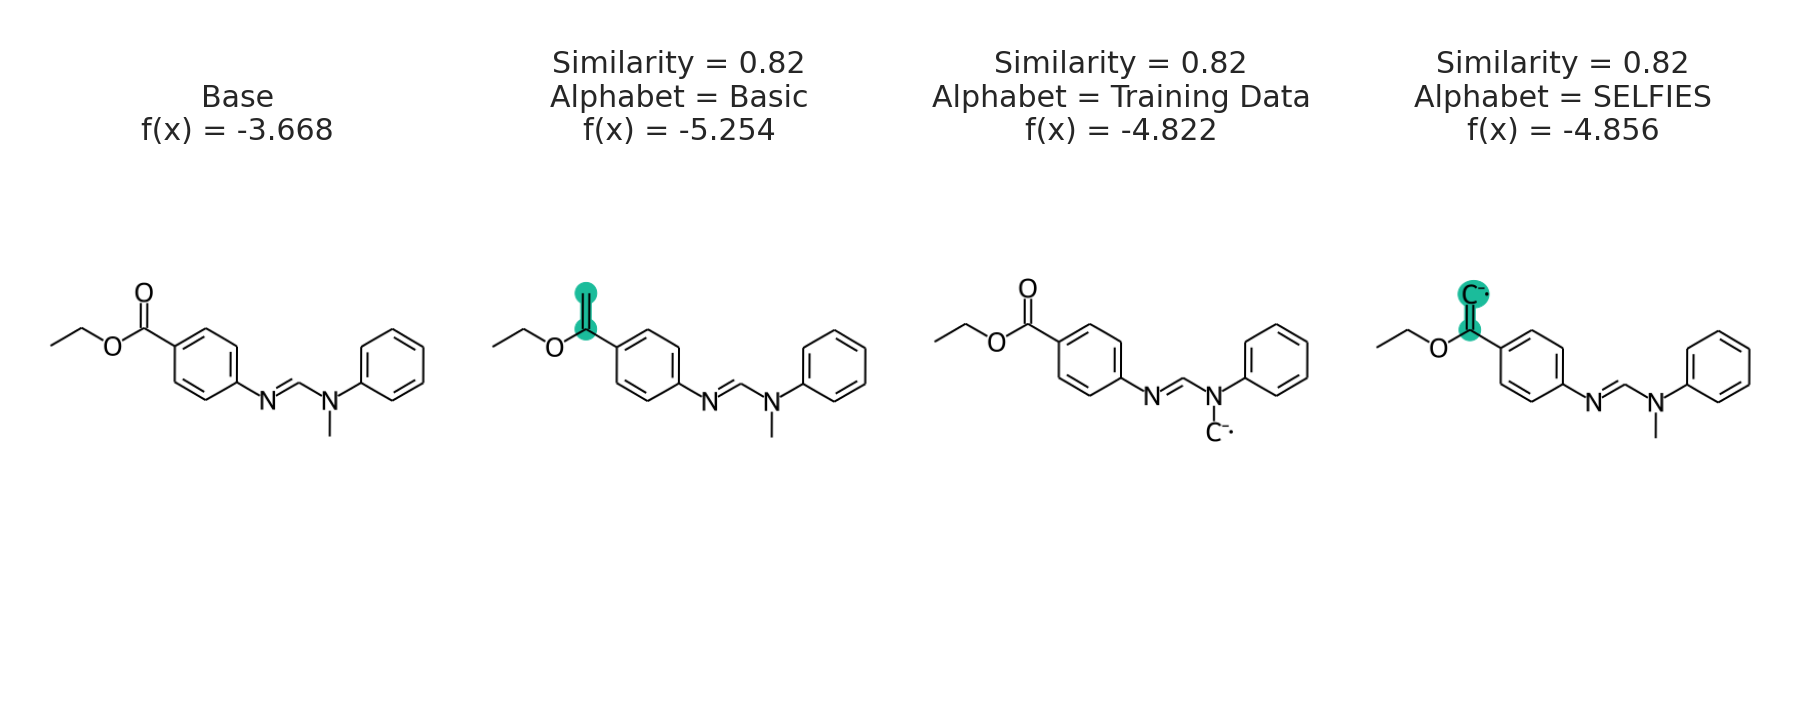 Base
f(x) = -3.668
Similarity = 0.82
Alphabet = Basic
f(x) = -5.254
Similarity = 0.82
Alphabet = Training Data
f(x) = -4.822
Similarity = 0.82
Alphabet = SELFIES
f(x) = -4.856
O
O
N
N
O
N
N
O
O
N
N
C⁻·
C⁻·
O
N
N